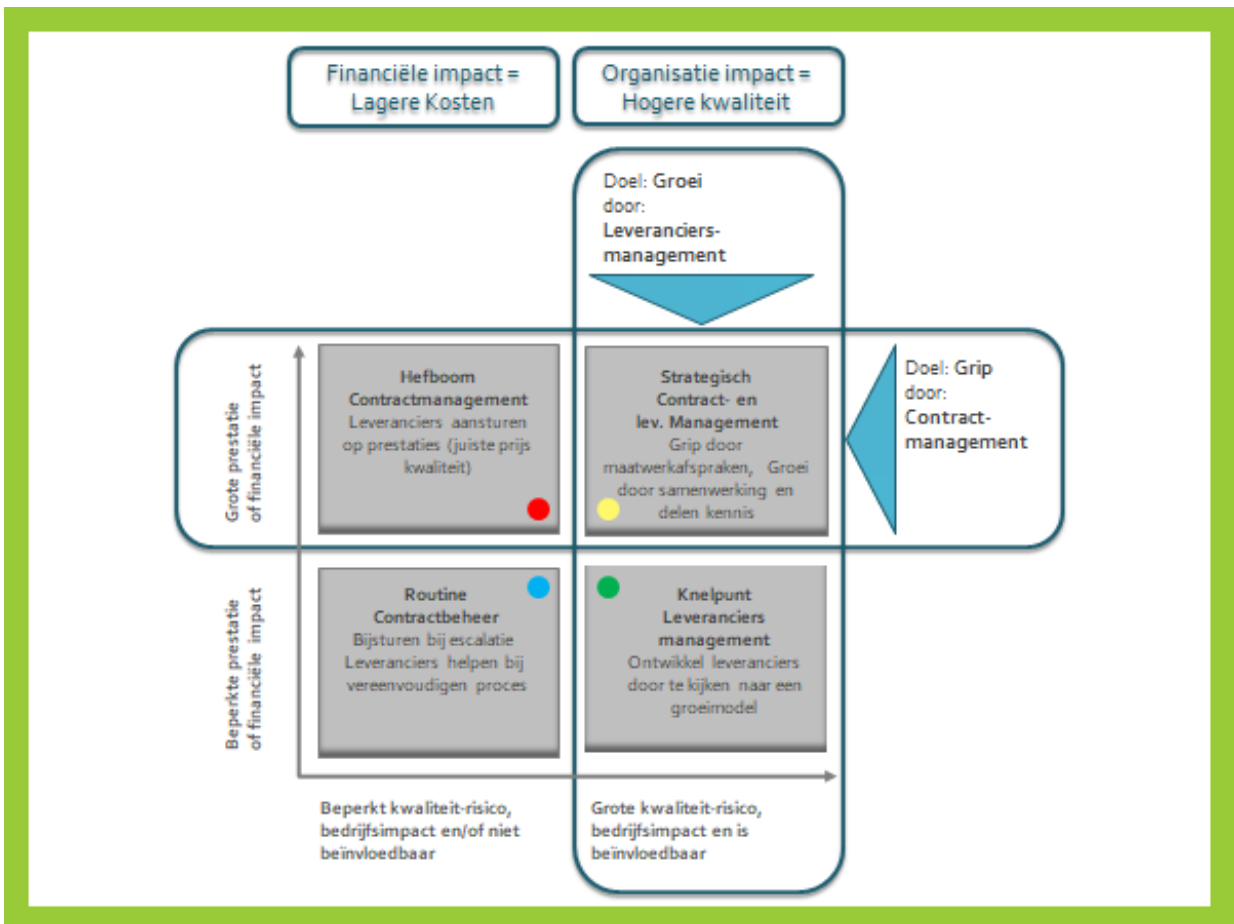 Financiële impact =
Lagere Kosten
Organisatie impact =
Hogere kwaliteit
Doel: Groei
door:
Leveranciers-
management
Grote prestatie
of financiële impact
Hefboom
Contractmanagement
Leveranciers aansturen
op prestaties (juiste prijs
kwaliteit)
Strategisch
Contract- en
lev. Management
Grip door
maatwerkafspraken, Groei
door samenwerking en
delen kennis
Doel: Grip
door:
Contract-
management
Beperkte prestatie
of financiële impact
Routine
Contractbeheer
Bijsturen bij escalatie
Leveranciers helpen bij
vereenvoudigen proces
Knelpunt
Leveranciers
management
Ontwikkel leveranciers
door te kijken naar een
groeimodel
Beperkt kwaliteit-risico,
bedrijfsimpact en/of niet
beïnvloedbaar
Grote kwaliteit-risico,
bedrijfsimpact en is
beïnvloedbaar